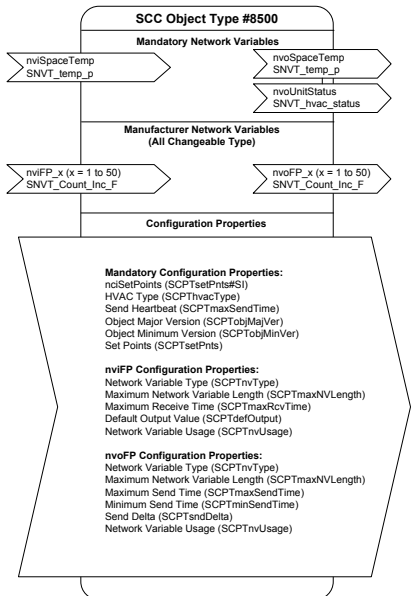 SCC Object Type #8500
Mandatory Network Variables
nviSpaceTemp
SNVT_temp_p
nvoSpaceTemp
SNVT_temp_p
nvoUnitStatus
SNVT_hvac_status
Manufacturer Network Variables
(All Changeable Type)
nviFP_x (x = 1 to 50)
SNVT_Count_Inc_F
nvoFP_x (x = 1 to 50)
SNVT_Count_Inc_F
Configuration Properties
Mandatory Configuration Properties:
nciSetPoints (SCPTsetPnts#SI)
HVAC Type (SCPThvacType)
Send Heartbeat (SCPTmaxSendTime)
Object Major Version (SCPTobjMajVer)
Object Minimum Version (SCPTobjMinVer)
Set Points (SCPTsetPnts)
nviFP Configuration Properties:
Network Variable Type (SCPTnvType)
Maximum Network Variable Length (SCPTmaxNVLength)
Maximum Receive Time (SCPTmaxRcvTime)
Default Output Value (SCPTdefOutput)
Network Variable Usage (SCPTnvUsage)
nvoFP Configuration Properties:
Network Variable Type (SCPTnvType)
Maximum Network Variable Length (SCPTmaxNVLength)
Maximum Send Time (SCPTmaxSendTime)
Minimum Send Time (SCPTminSendTime)
Send Delta (SCPTsndDelta)
Network Variable Usage (SCPTnvUsage)